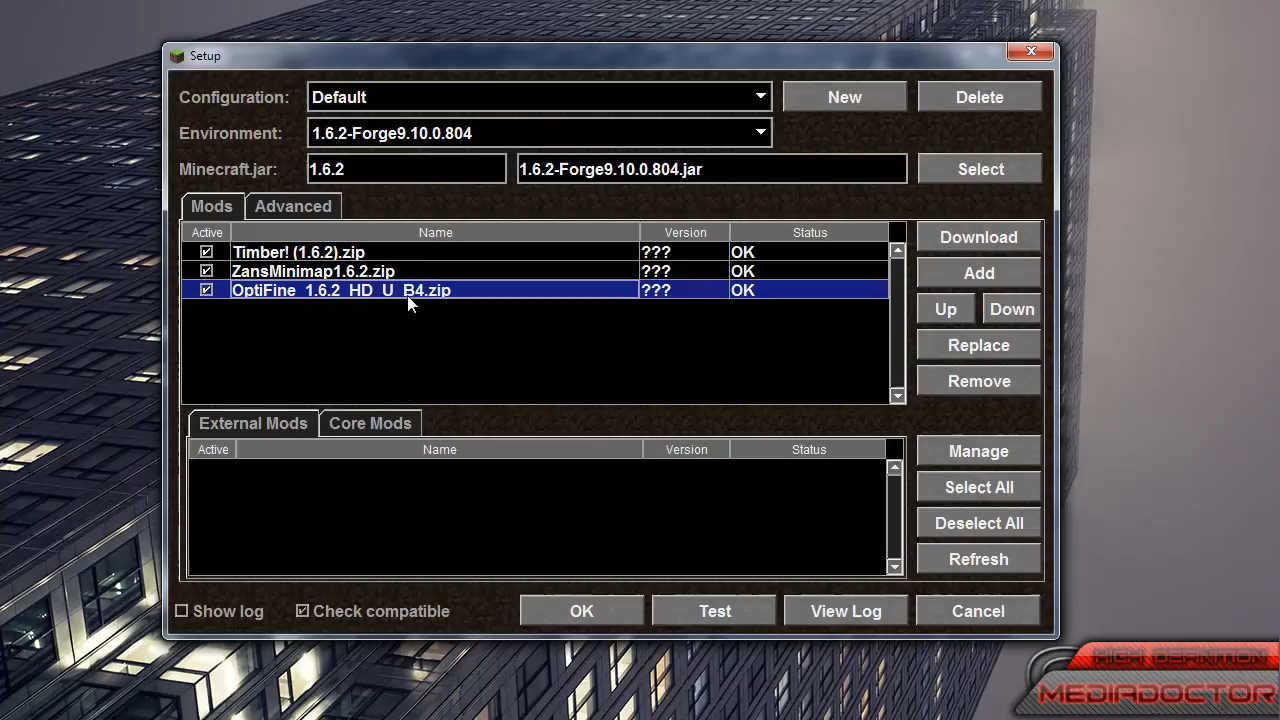 Setup
Configuration: Default New Delete
Environment: 1.6.2-Forge9.10.0.804
Minecraft.jar: 1.6.2 1.6.2-Forge9.10.0.804.jar Select
Mods Advanced
Active Name Version Status Download
Timber! (1.6.2).zip ??? OK
ZansMinimap1.6.2.zip ??? OK Add
OptiFine_1.6.2_HD_U_B4.zip ??? OK
Up Down
Replace
Remove
External Mods Core Mods
Active Name Version Status Manage
Select All
Deselect All
Refresh
Show log Check compatible OK Test View Log Cancel
HIGH DEFINITION
MEDIADOCTOR